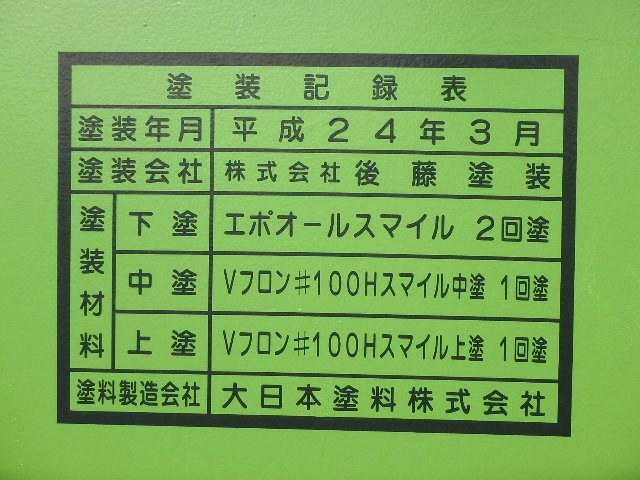 塗装記録表
塗装年月 平成24年3月
塗装会社 株式会社後藤塗装
塗装材料 下塗 エポオールスマイル 2回塗
中塗 Vフロン#100Hスマイル中塗 1回塗
上塗 Vフロン#100Hスマイル上塗 1回塗
塗料製造会社 大日本塗料株式会社